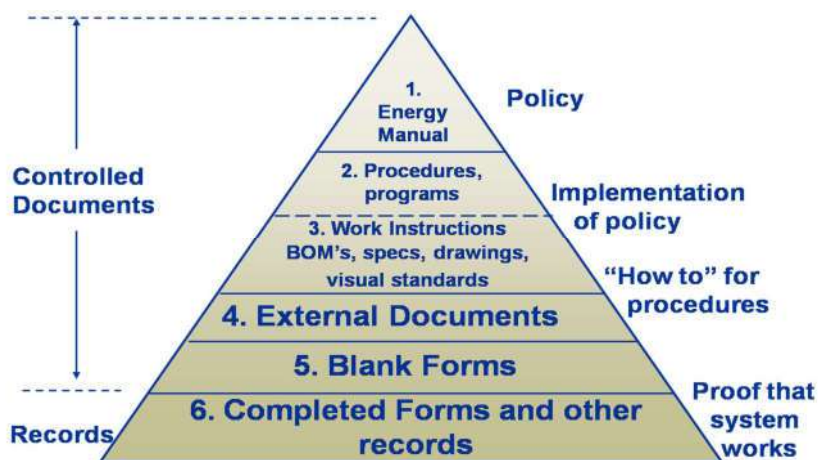 1.
Energy
Manual
Policy
Controlled
Documents
2. Procedures,
programs
Implementation
of policy
3. Work Instructions
BOM's, specs, drawings,
visual standards
“How to” for
procedures
4. External Documents
5. Blank Forms
Records
6. Completed Forms and other
records
Proof that
system
works